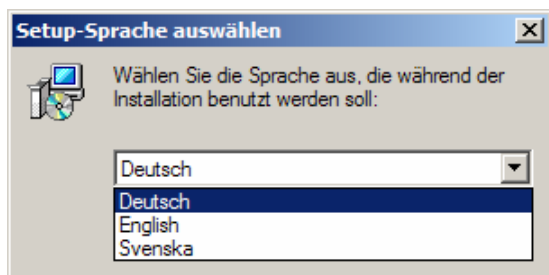 Setup-Sprache auswählen
Wählen Sie die Sprache aus, die während der
Installation benutzt werden soll:
Deutsch
Deutsch
English
Svenska